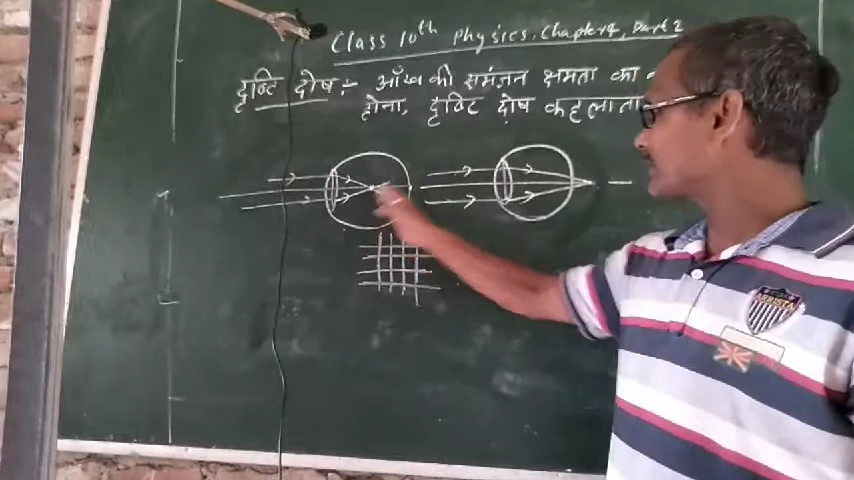 Class 10th Physics, Chapter 4, Part 2
दृष्टि दोष :- आँख की समंजन क्षमता का
होना, दृष्टि दोष कहलाता